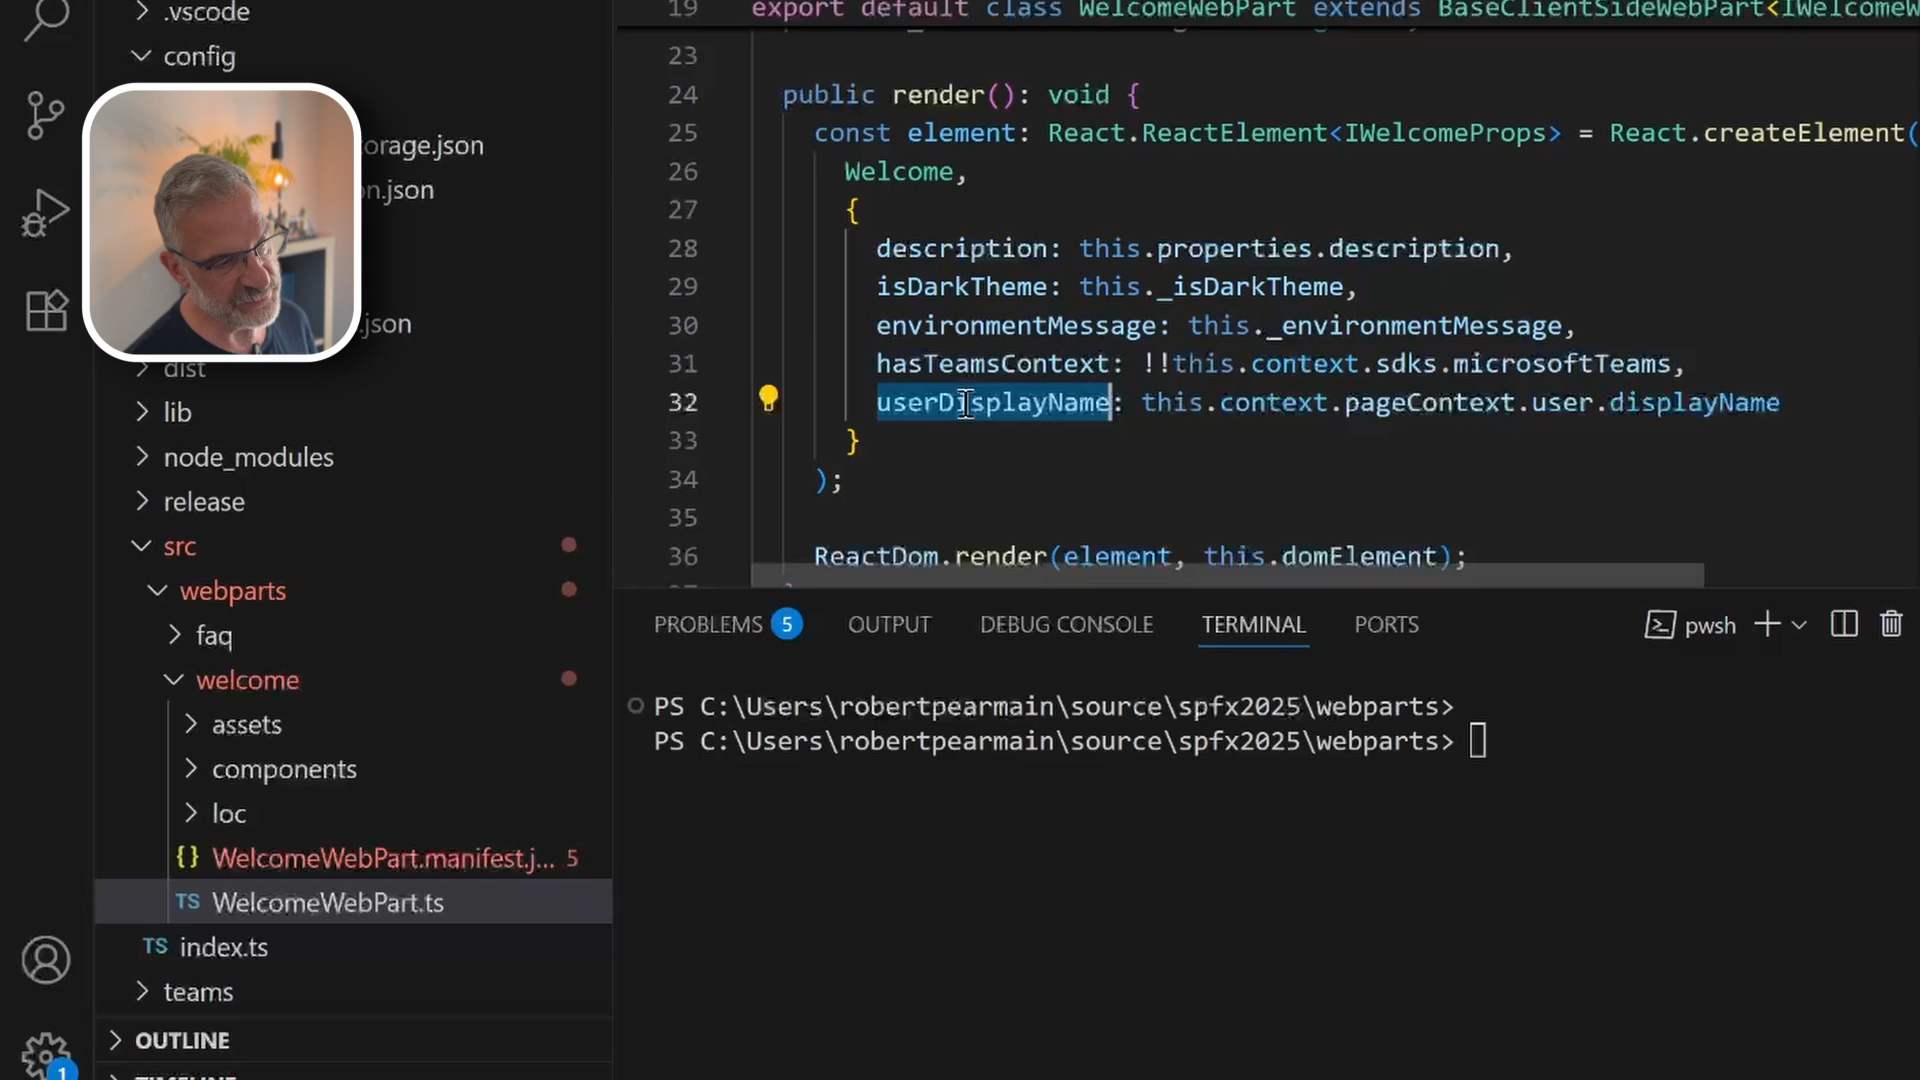 .vscode
config
orage.json
on.json
.json
dist
lib
node_modules
release
src
webparts
faq
welcome
assets
components
loc
{} WelcomeWebPart.manifest.j... 5
TS WelcomeWebPart.ts
TS index.ts
teams
OUTLINE
1
19 export default class WelcomeWebPart extends BaseClientSideWebPart<IWelcomeW
23
24 public render(): void {
25 const element: React.ReactElement<IWelcomeProps> = React.createElement(
26 Welcome,
27 {
28 description: this.properties.description,
29 isDarkTheme: this._isDarkTheme,
30 environmentMessage: this._environmentMessage,
31 hasTeamsContext: !!this.context.sdks.microsoftTeams,
32 userDisplayName: this.context.pageContext.user.displayName
33 }
34 );
35
36 ReactDom.render(element, this.domElement);
PROBLEMS 5 OUTPUT DEBUG CONSOLE TERMINAL PORTS pwsh
PS C:\Users\robertpearmain\source\spfx2025\webparts>
PS C:\Users\robertpearmain\source\spfx2025\webparts>